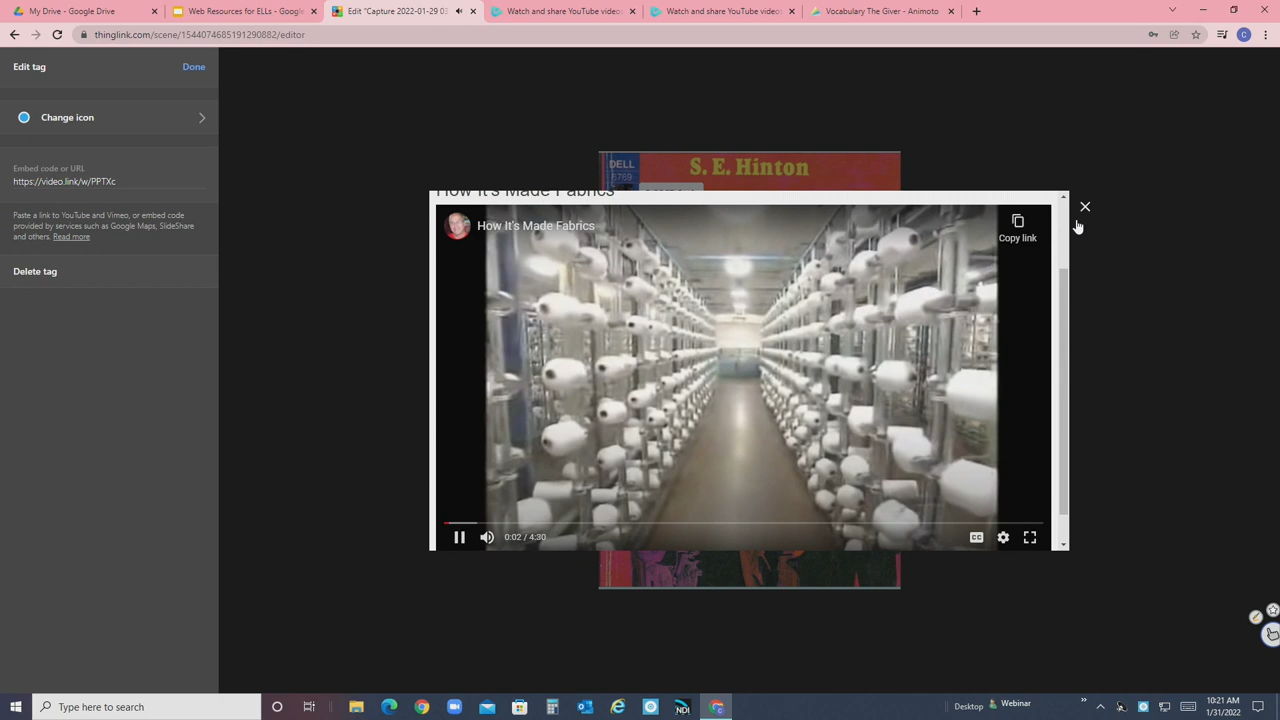 My Drive - Google Drive
Web Resources for ELLs - Google
Edit "Capture 2022-01-29 03
Watch and share YouTube video
Watch and share YouTube video
Vocabulary The Giver - Animoto
thinglink.com/scene/1544074685191290882/editor
C
Edit tag
Done
Change icon
Embed code or URL
https://video.link/w/PPTXc
Paste a link to YouTube and Vimeo, or embed code
provided by services such as Google Maps, SlideShare
and others. Read more
Delete tag
DELL
6769
S. E. Hinton
How It's Made Fabrics
How It's Made Fabrics
Copy link
0:02 / 4:30
CC
Type here to search
NDI
Desktop
Webinar
10:21 AM
1/31/2022